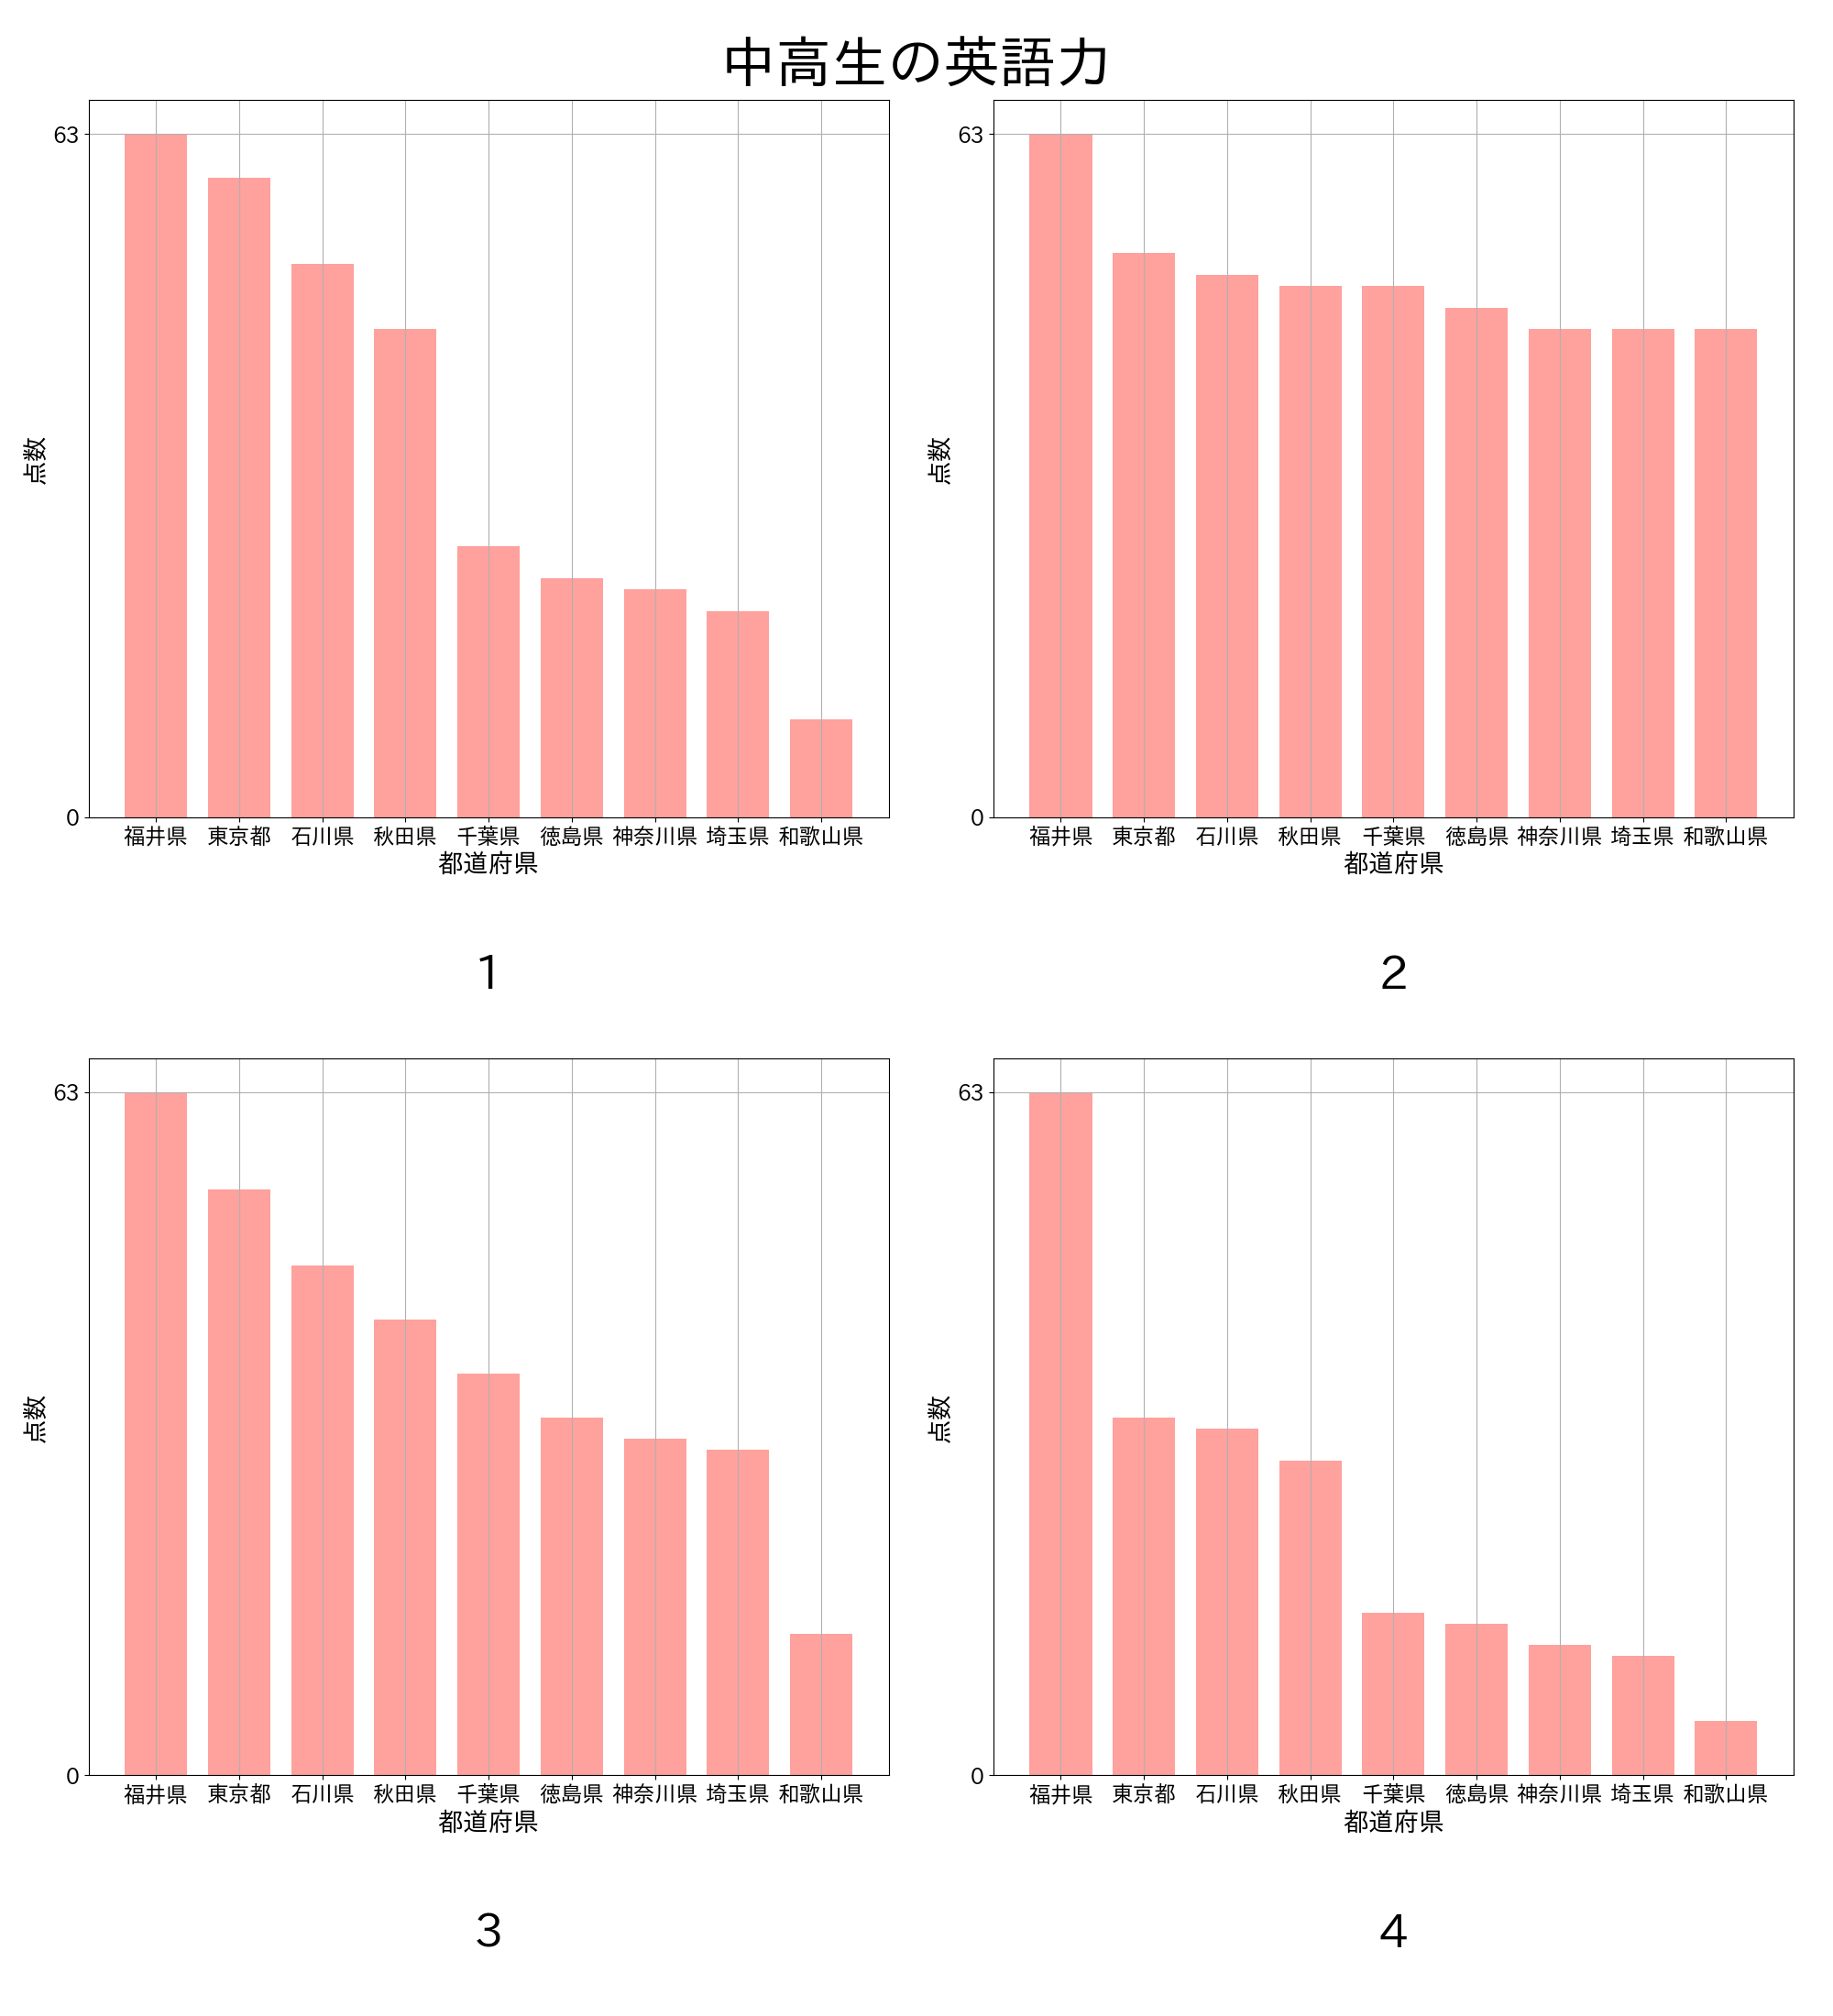 中高生の英語力
63
0
点数
福井県 東京都 石川県 秋田県 千葉県 徳島県 神奈川県 埼玉県 和歌山県
都道府県
1
63
0
点数
福井県 東京都 石川県 秋田県 千葉県 徳島県 神奈川県 埼玉県 和歌山県
都道府県
2
63
0
点数
福井県 東京都 石川県 秋田県 千葉県 徳島県 神奈川県 埼玉県 和歌山県
都道府県
3
63
0
点数
福井県 東京都 石川県 秋田県 千葉県 徳島県 神奈川県 埼玉県 和歌山県
都道府県
4